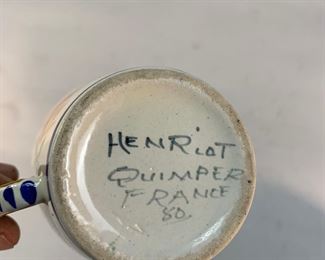 HENRiOT
QUIMPER
FRANCE
80.